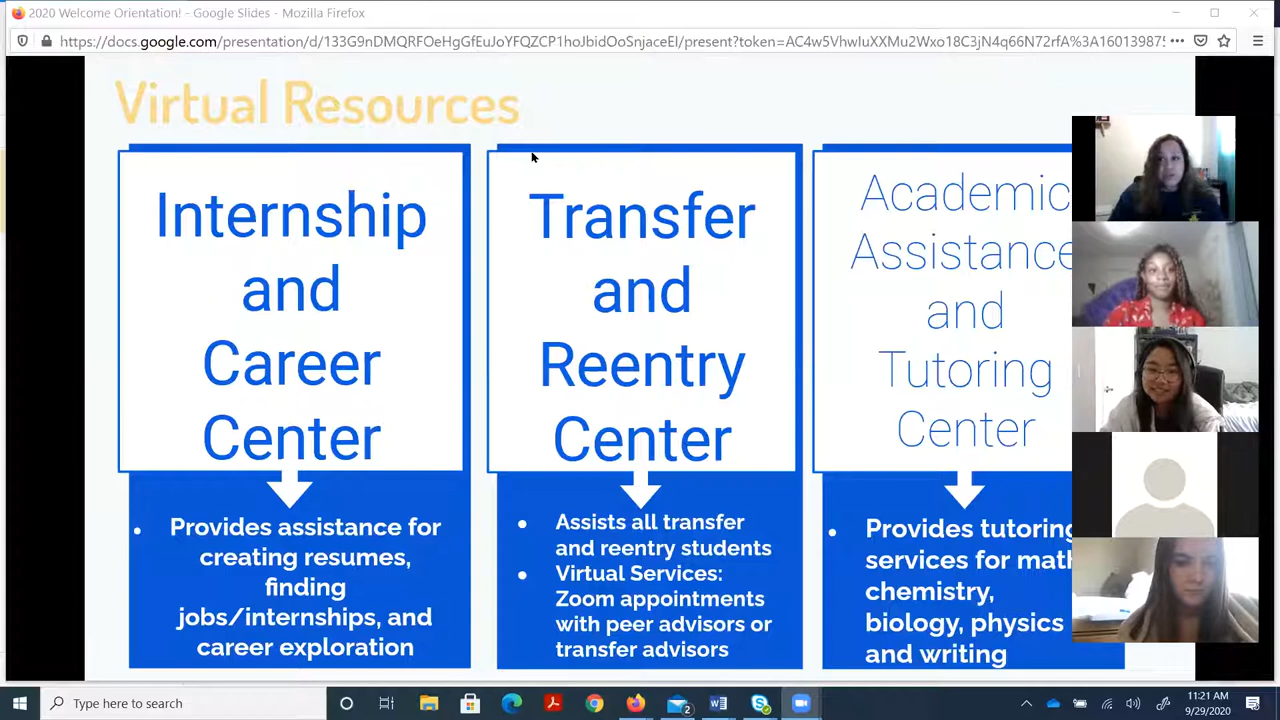 2020 Welcome Orientation! - Google Slides - Mozilla Firefox
https://docs.google.com/presentation/d/133G9nDMQRFOeHgGfEuJoYFQZCP1hoJbidOoSnjaceEI/present?token=AC4w5VhwIuXXMu2Wxo18C3jN4q66N72rfA%3A16013987
Virtual Resources
Internship
and
Career
Center
• Provides assistance for
creating resumes,
finding
jobs/internships, and
career exploration
Transfer
and
Reentry
Center
• Assists all transfer
and reentry students
• Virtual Services:
Zoom appointments
with peer advisors or
transfer advisors
Academic
Assistance
and
Tutoring
Center
• Provides tutoring
services for math
chemistry,
biology, physics
and writing
Type here to search
2
11:21 AM
9/29/2020